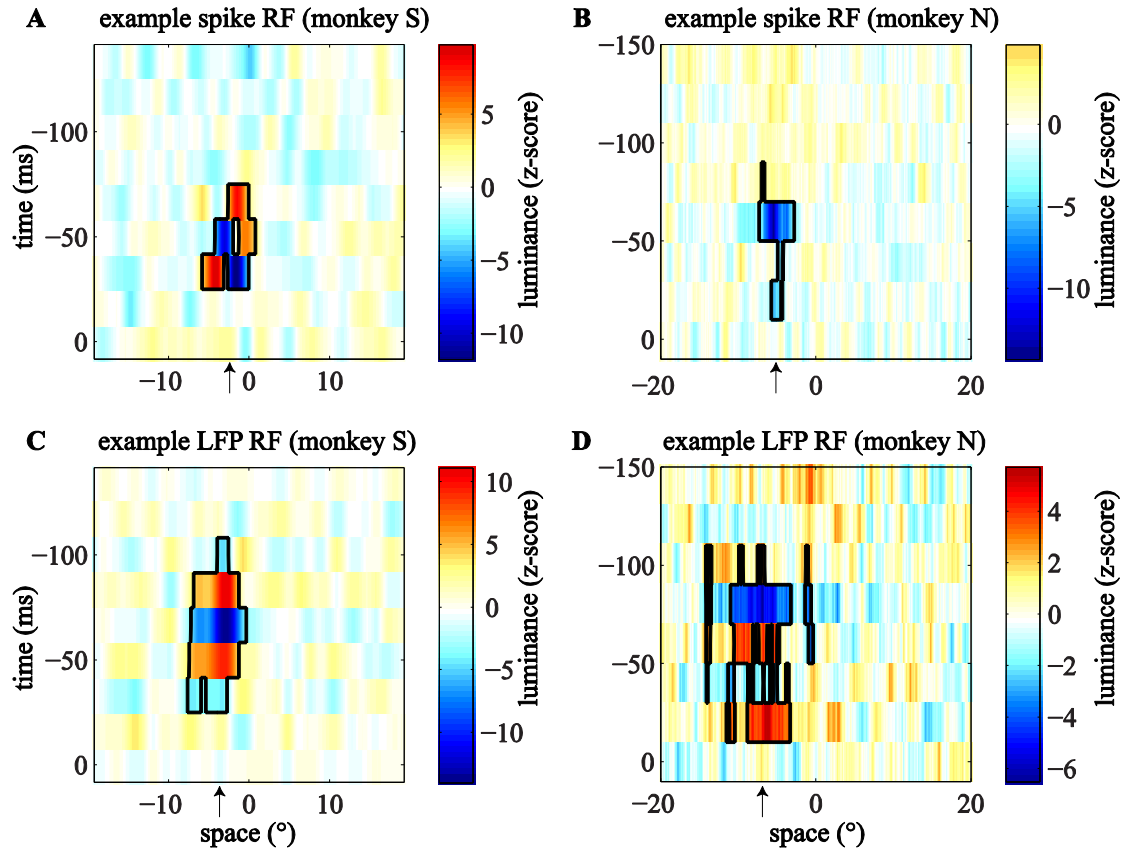 A example spike RF (monkey S)
time (ms)
−100
−50
0
−10 0 10
5
0
−5
−10
luminance (z-score)
B example spike RF (monkey N)
−150
−100
−50
0
−20 0 20
0
−5
−10
luminance (z-score)
C example LFP RF (monkey S)
time (ms)
−100
−50
0
−10 0 10
space (°)
10
5
0
−5
−10
luminance (z-score)
D example LFP RF (monkey N)
−150
−100
−50
0
−20 0 20
space (°)
4
2
0
−2
−4
−6
luminance (z-score)